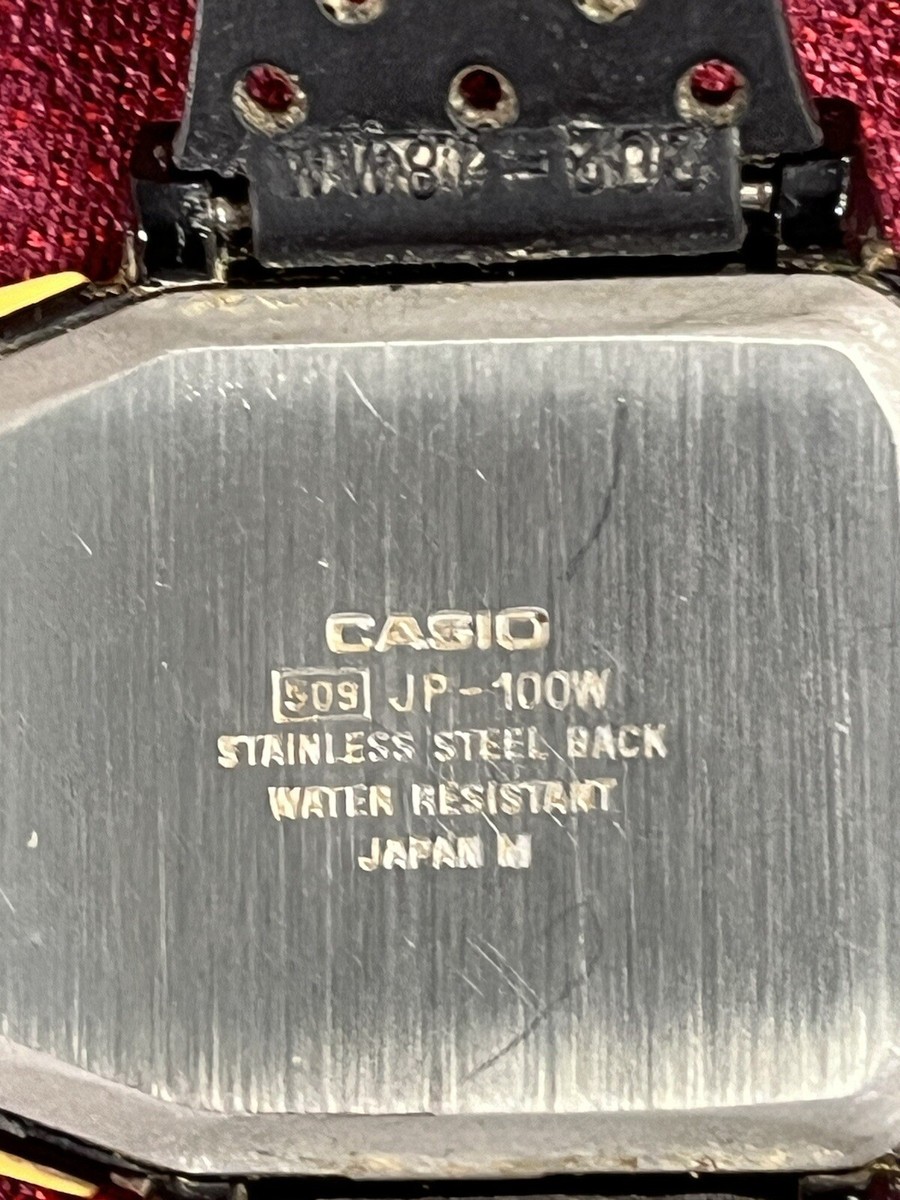 CASIO
509 JP-100W
STAINLESS STEEL BACK
WATER RESISTANT
JAPAN M